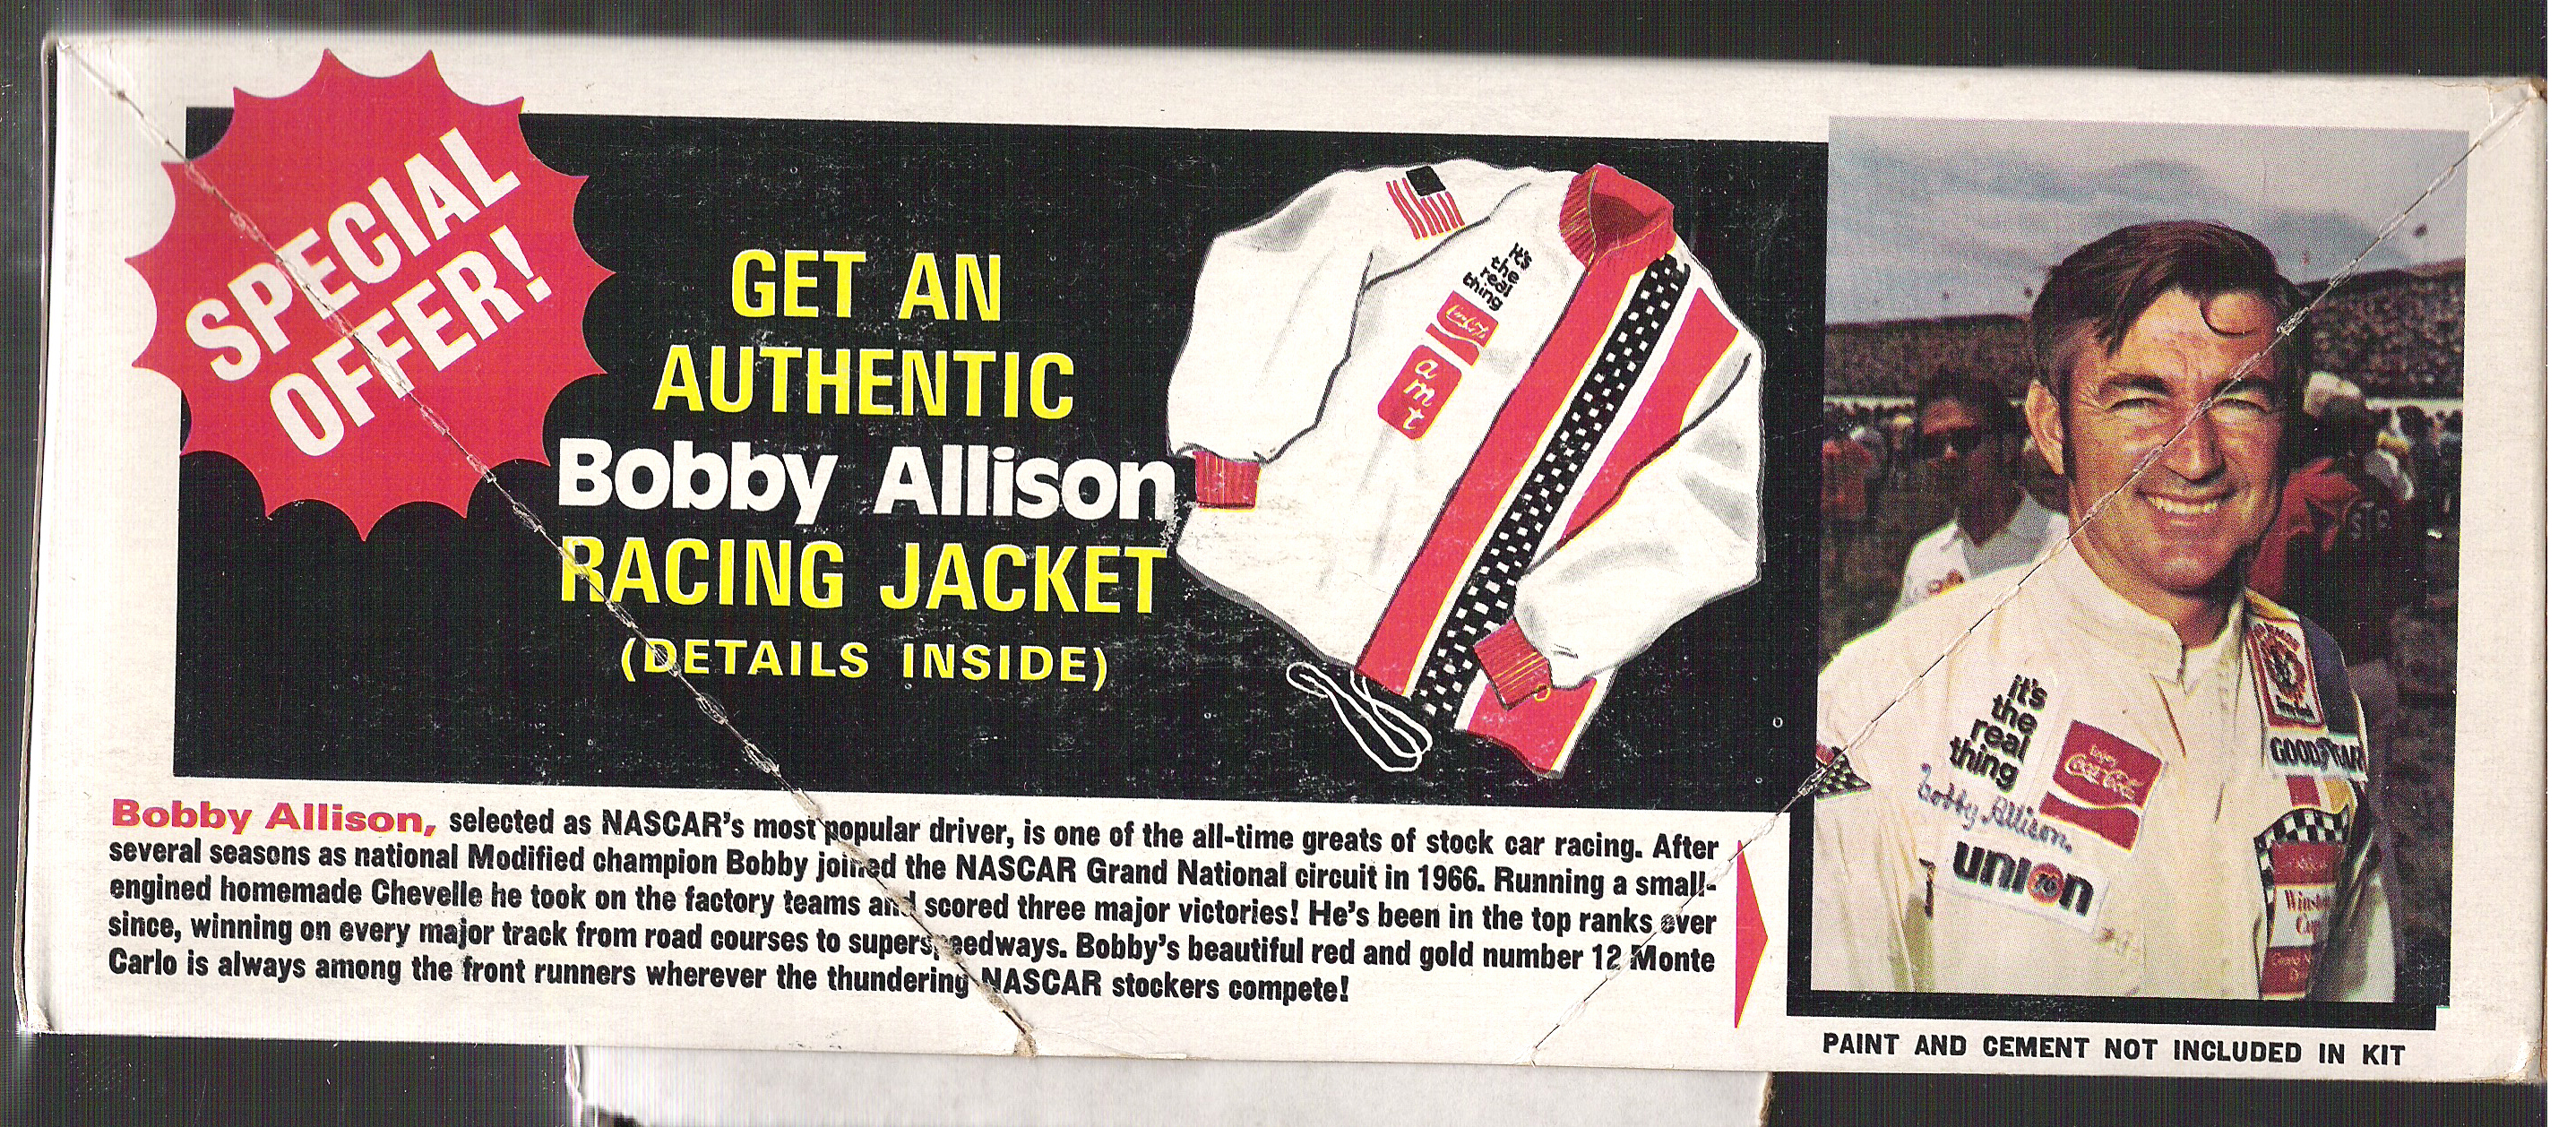 SPECIAL
OFFER!
GET AN
AUTHENTIC
Bobby Allison
RACING JACKET
(DETAILS INSIDE)
it's
the
real
thing
amt
Bobby Allison, selected as NASCAR's most popular driver, is one of the all-time greats of stock car racing. After
several seasons as national Modified champion Bobby joined the NASCAR Grand National circuit in 1966. Running a small-
engined homemade Chevelle he took on the factory teams and scored three major victories! He's been in the top ranks ever
since, winning on every major track from road courses to superspeedways. Bobby's beautiful red and gold number 12 Monte
Carlo is always among the front runners wherever the thundering NASCAR stockers compete!
STP
it's
the
real
thing
Enjoy
Coca-Cola
Bobby Allison.
union
76
GOODYEAR
Winston
Cup
PAINT AND CEMENT NOT INCLUDED IN KIT